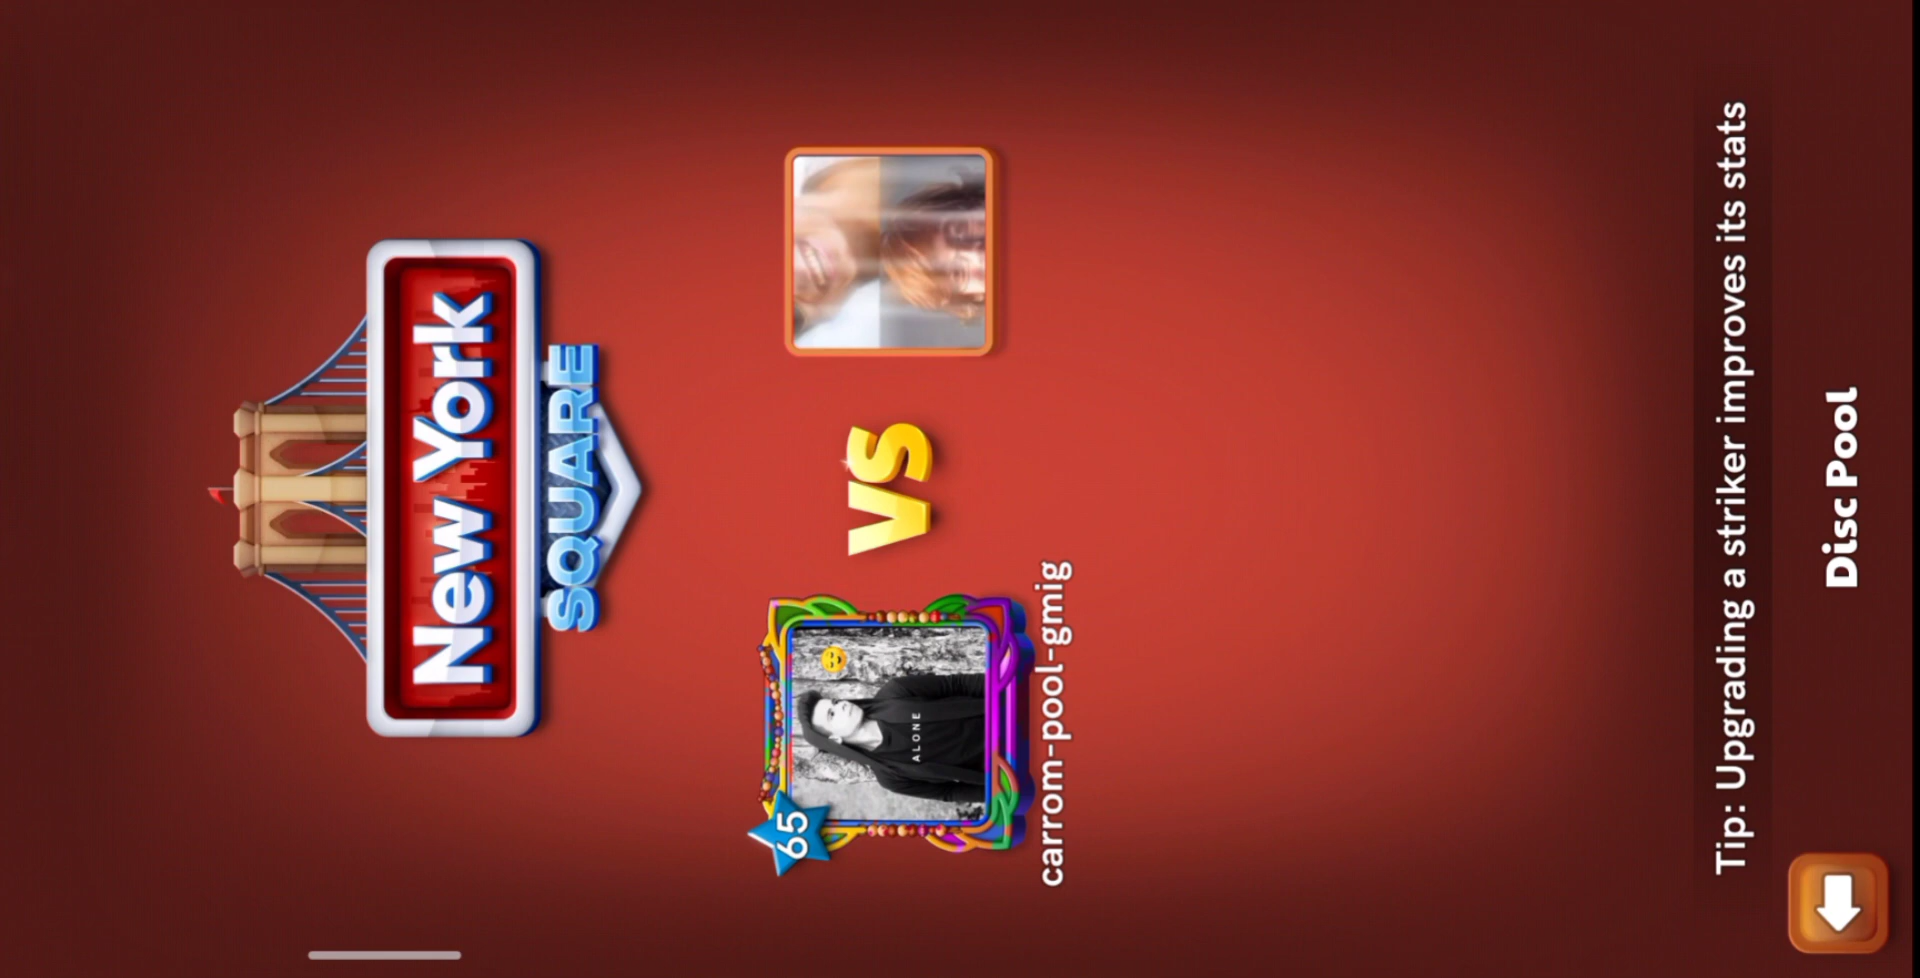 New York
SQUARE
VS
65
ALONE
carrom-pool-gmig
Tip: Upgrading a striker improves its stats
Disc Pool